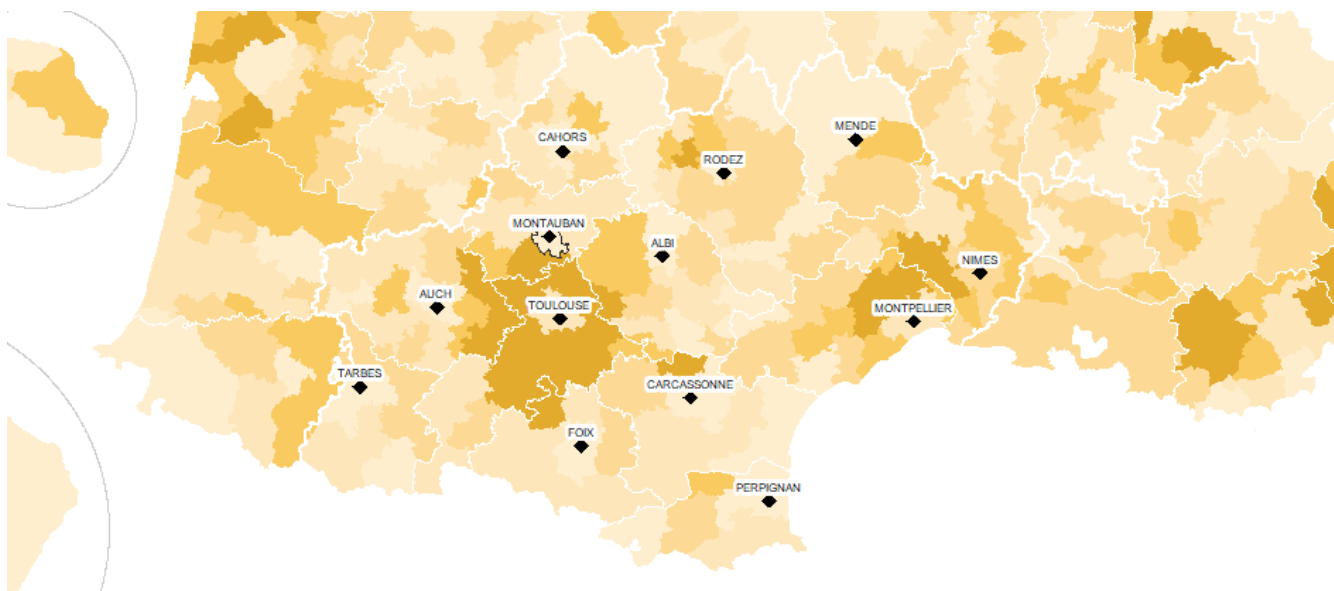 MENDE
CAHORS
RODEZ
MONTAUBAN
ALBI
NIMES
AUCH
TOULOUSE
MONTPELLIER
TARBES
CARCASSONNE
FOIX
PERPIGNAN